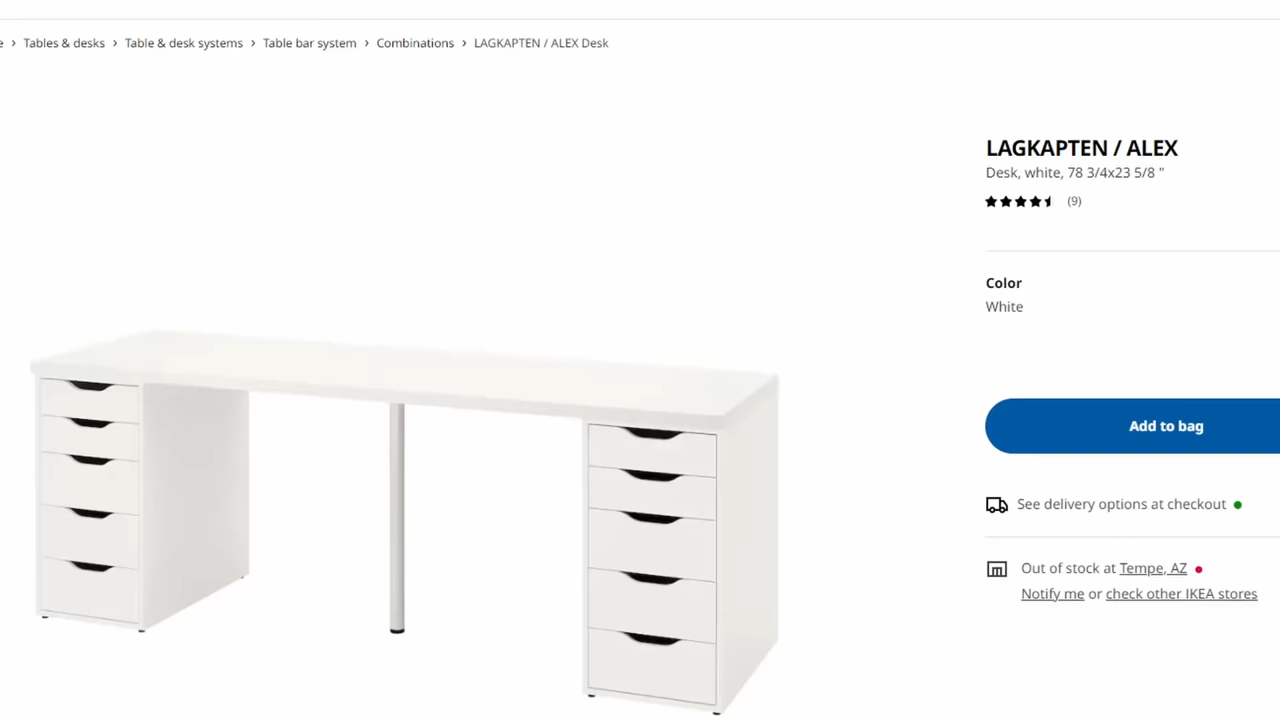 Tables & desks › Table & desk systems › Table bar system › Combinations › LAGKAPTEN / ALEX Desk
LAGKAPTEN / ALEX
Desk, white, 78 3/4x23 5/8 "
(9)
Color
White
Add to bag
See delivery options at checkout
Out of stock at Tempe, AZ
Notify me or check other IKEA stores